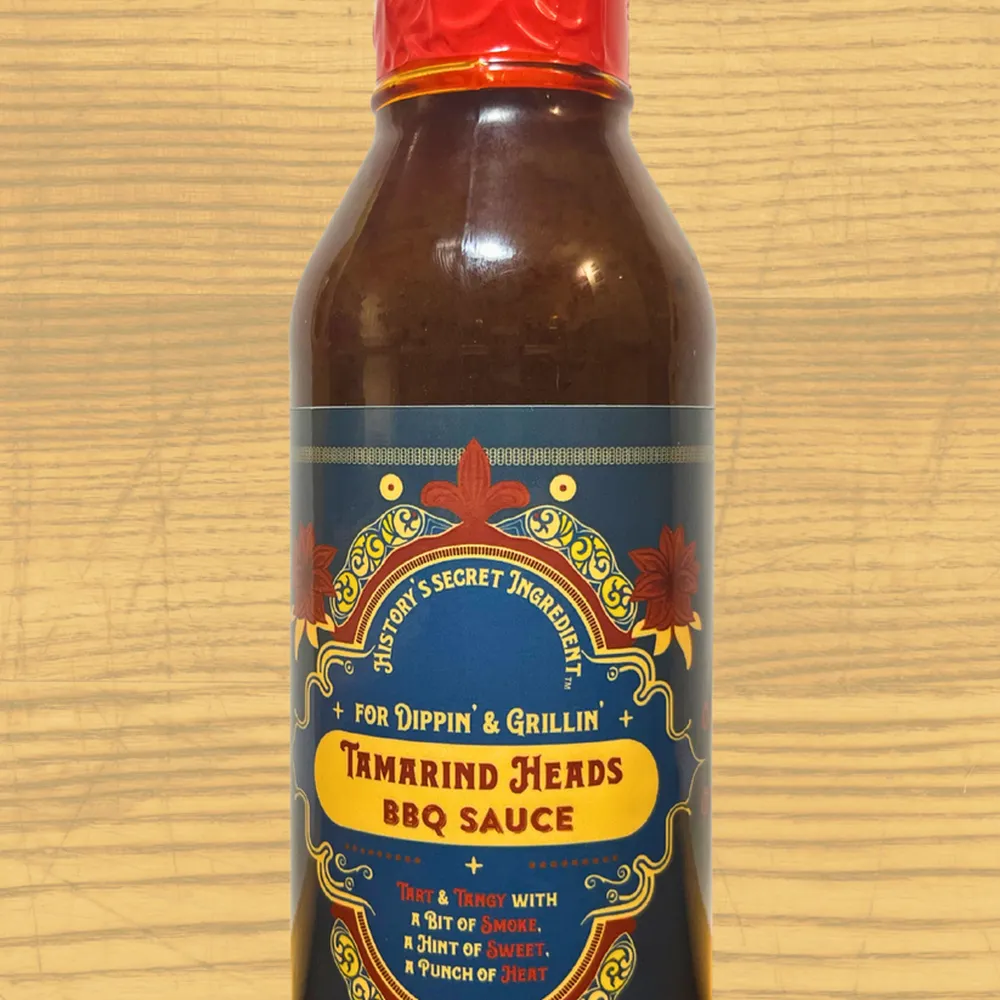 History's Secret Ingredient™
+ for Dippin' & Grillin' +
Tamarind Heads
BBQ Sauce
Tart & Tangy with
a Bit of Smoke,
a Hint of Sweet,
a Punch of Heat